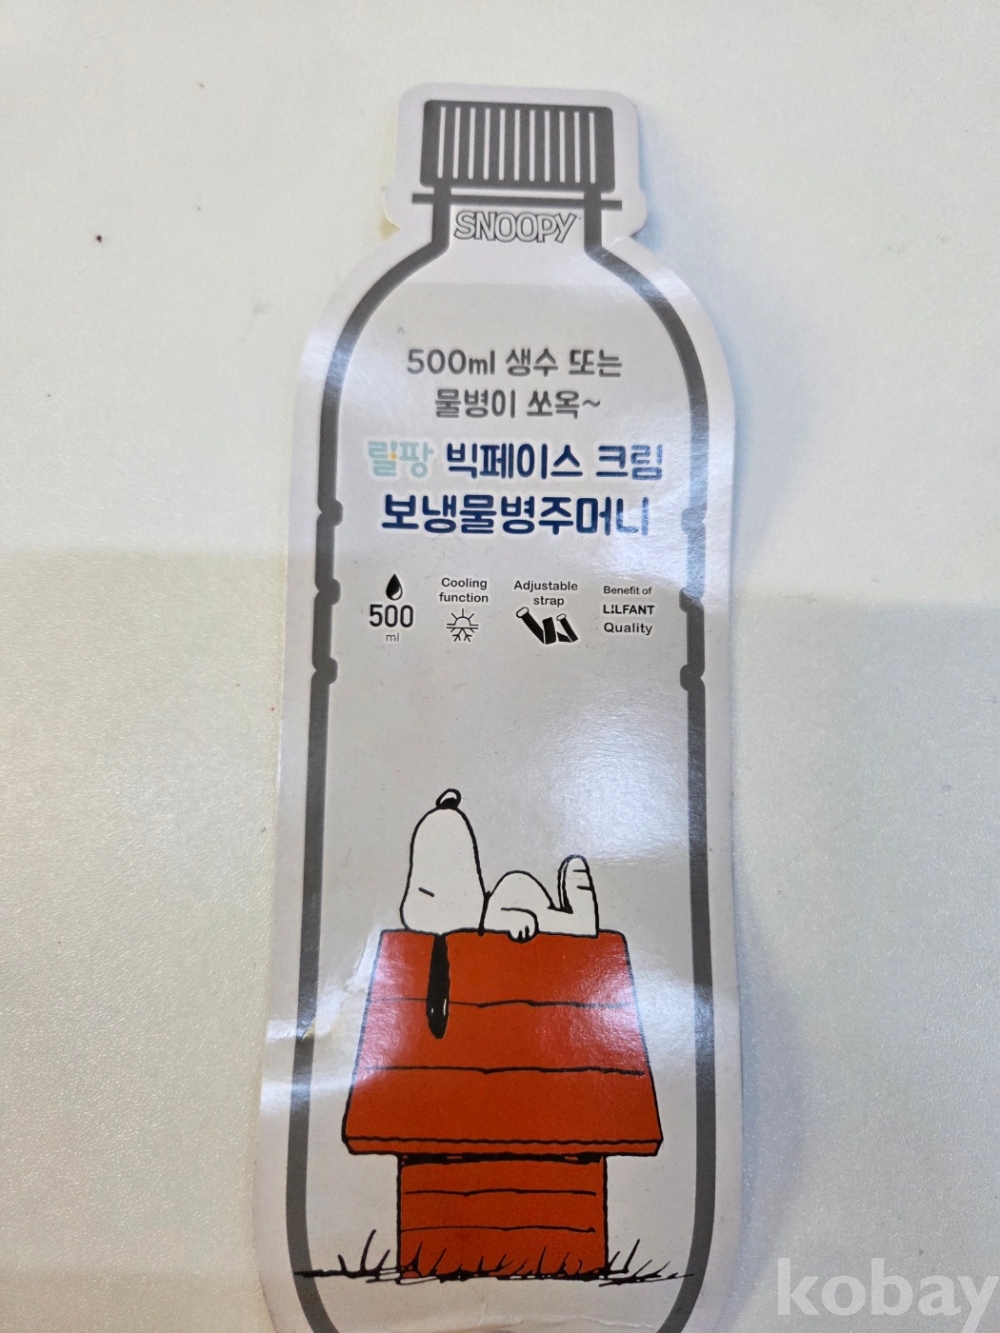 SNOOPY
500ml 생수 또는
물병이 쏘옥~
릴팡 빅페이스 크림
보냉물병주머니
500
ml
Cooling
function
Adjustable
strap
Benefit of
LILFANT
Quality
kobay